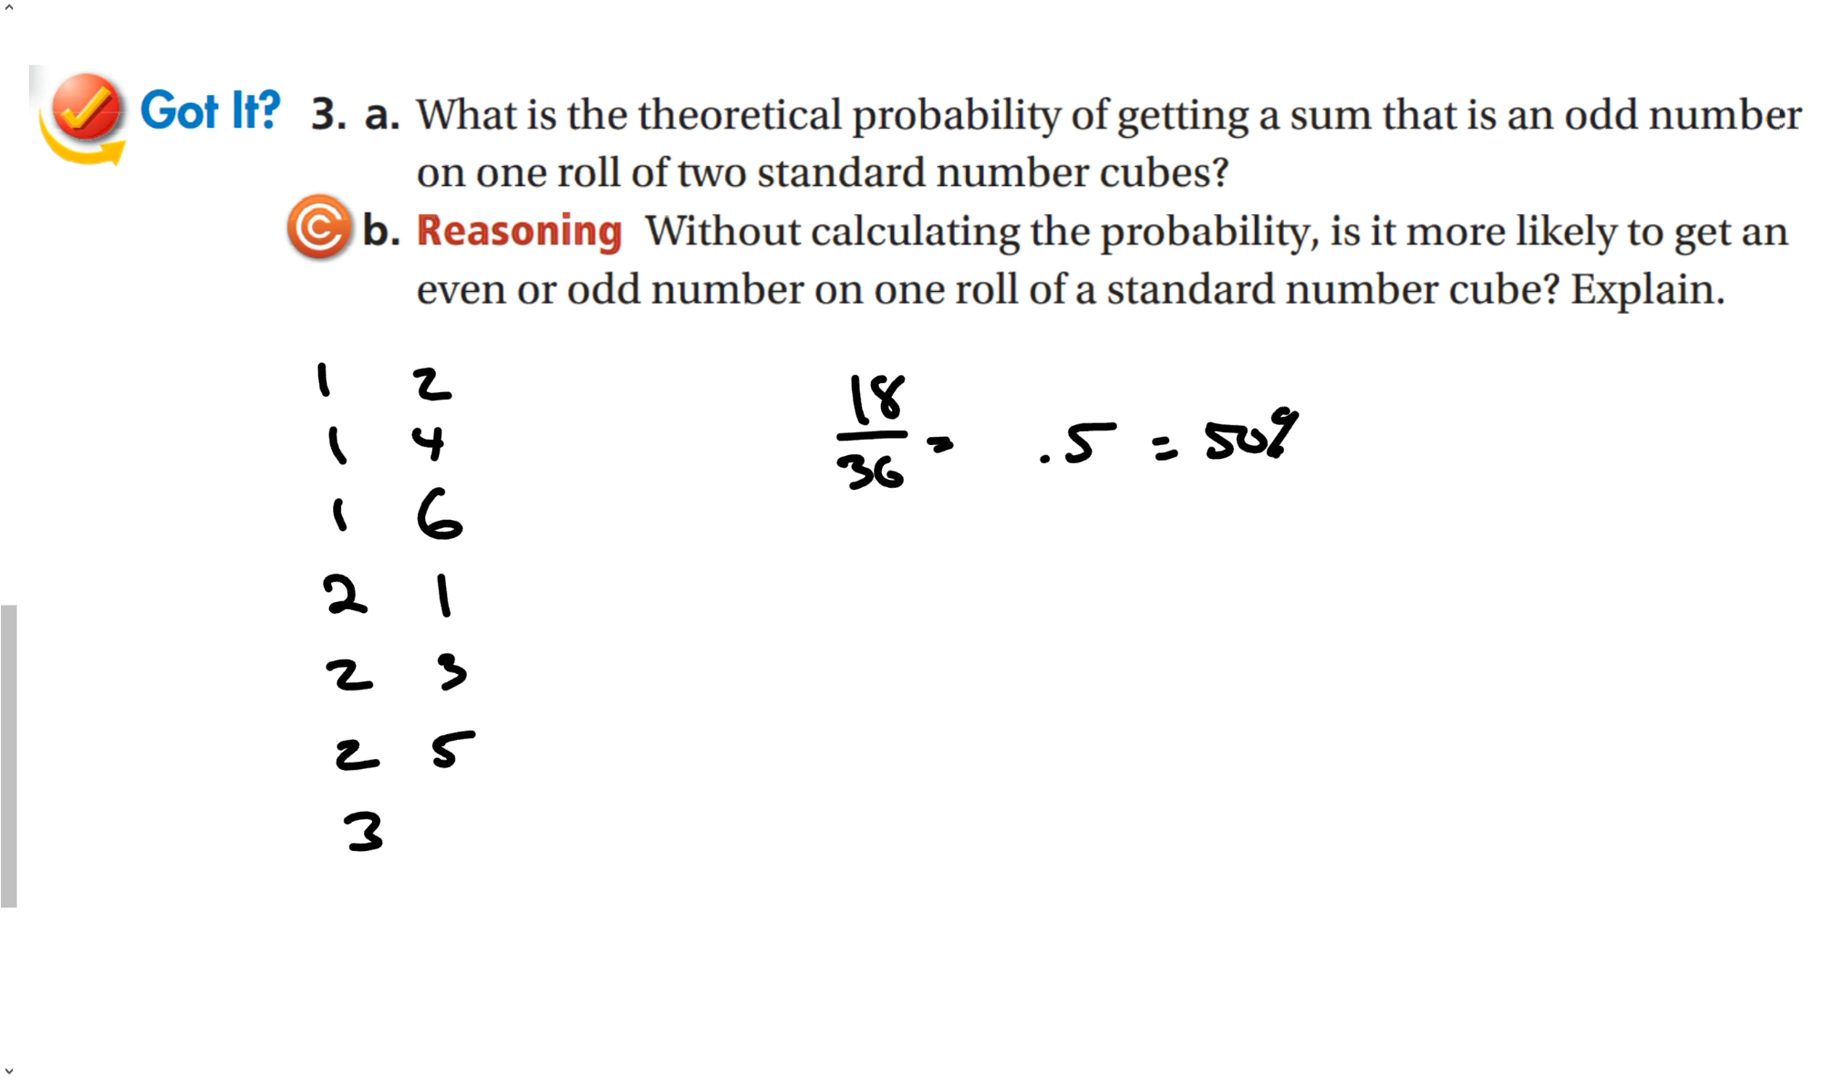 Got It? 3. a. What is the theoretical probability of getting a sum that is an odd number
on one roll of two standard number cubes?
© b. Reasoning Without calculating the probability, is it more likely to get an
even or odd number on one roll of a standard number cube? Explain.
1 2
1 4
1 6
2 1
2 3
2 5
3
18
36 = .5 = 50%